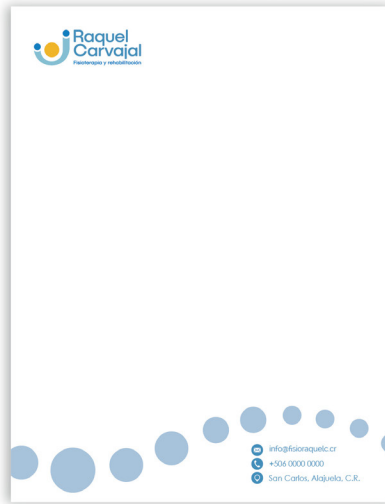 Raquel
Carvajal
Fisioterapia y rehabilitación
info@fisioraquelc.cr
+506 0000 0000
San Carlos, Alajuela, C.R.